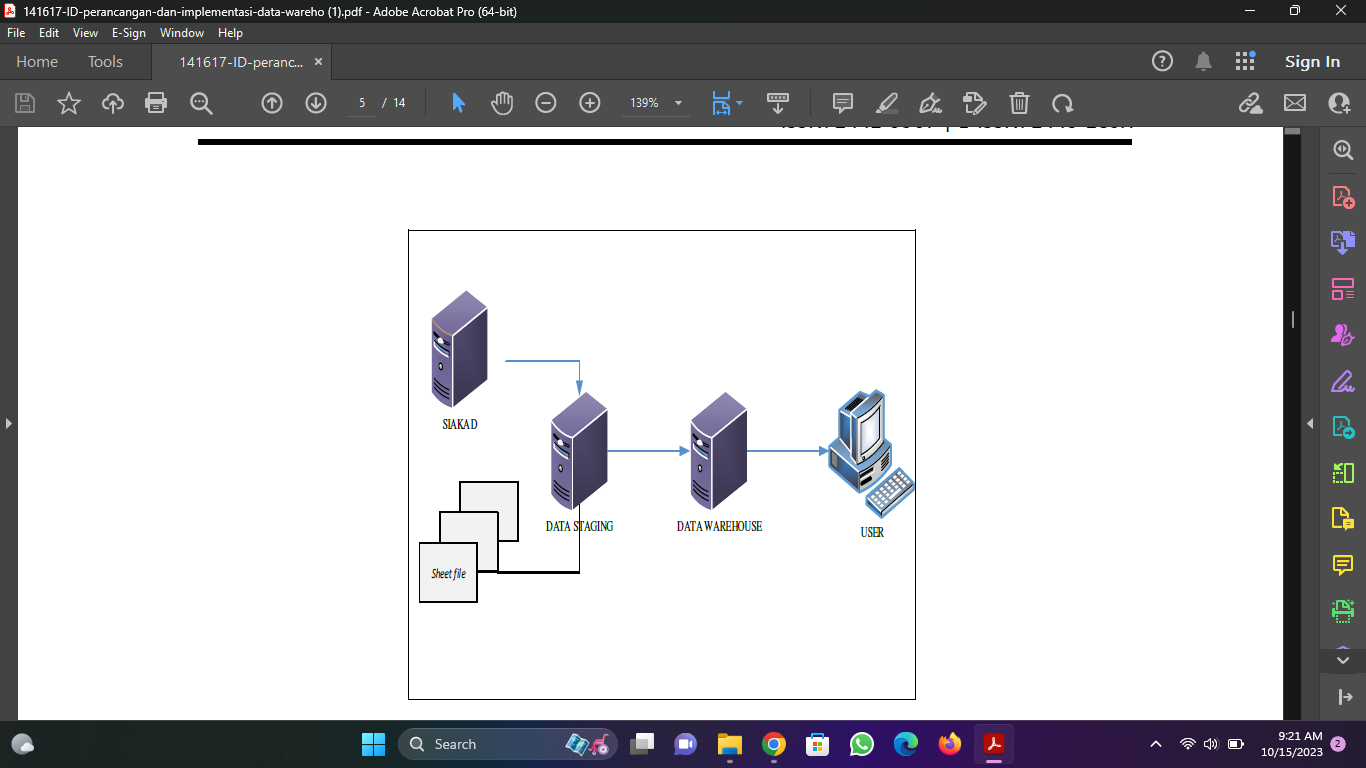 141617-ID-perancangan-dan-implementasi-data-wareho (1).pdf - Adobe Acrobat Pro (64-bit)
File Edit View E-Sign Window Help
Home Tools 141617-ID-peranc... × Sign In
5 / 14 139%
SIAKAD
DATA STAGING
DATA WAREHOUSE
USER
Sheet file
Search
9:21 AM
10/15/2023
2